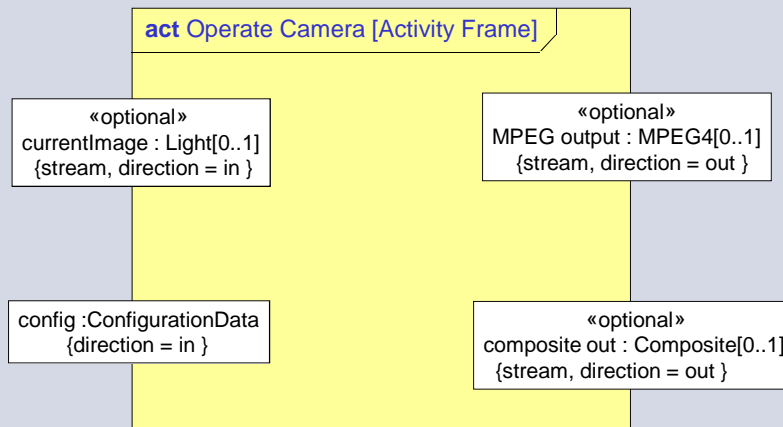 act Operate Camera [Activity Frame]
«optional»
currentImage : Light[0..1]
{stream, direction = in }
«optional»
MPEG output : MPEG4[0..1]
{stream, direction = out }
config :ConfigurationData
{direction = in }
«optional»
composite out : Composite[0..1]
{stream, direction = out }